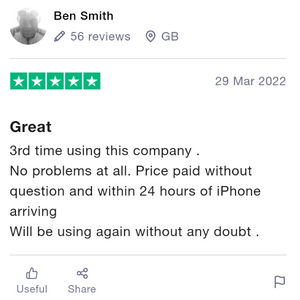 Ben Smith
56 reviews GB
29 Mar 2022
Great
3rd time using this company .
No problems at all. Price paid without
question and within 24 hours of iPhone
arriving
Will be using again without any doubt .
Useful Share